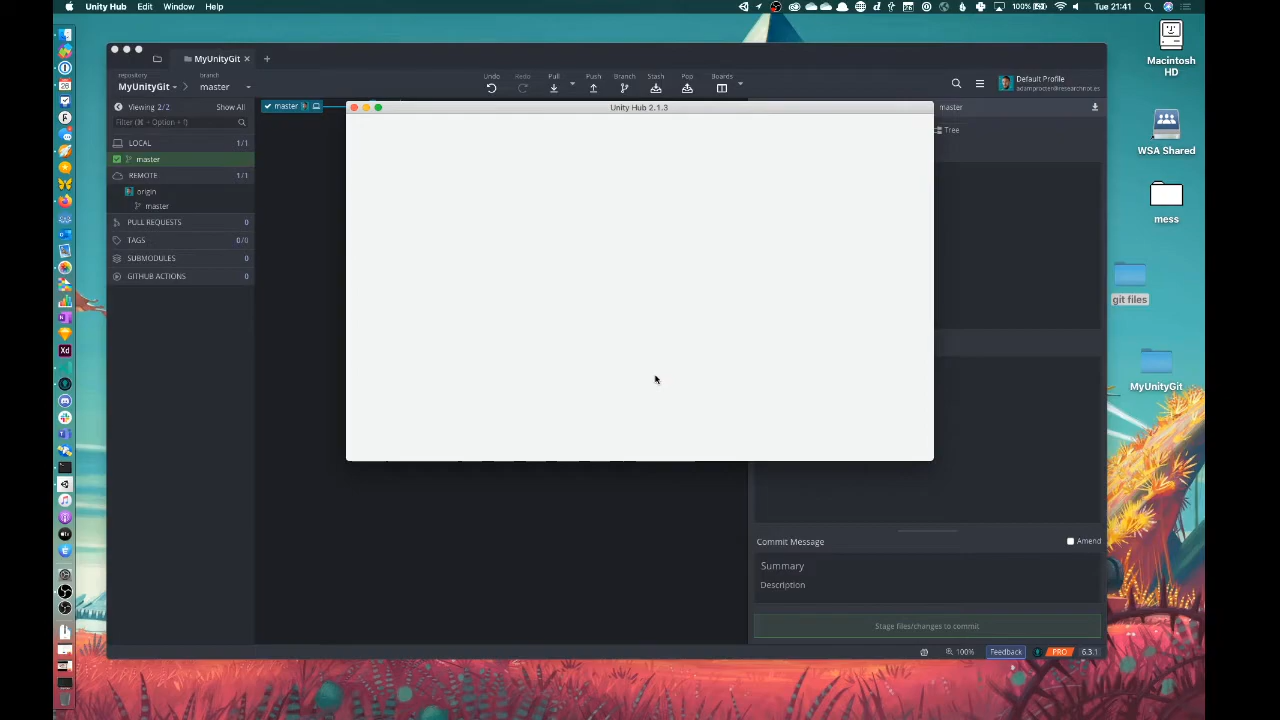 Unity Hub Edit Window Help
100% Tue 21:41
MyUnityGit
repository
MyUnityGit
branch
master
Undo
Redo
Pull
Push
Branch
Stash
Pop
Boards
Default Profile
Viewing 2/2
Show All
Filter (⌘ + Option + f)
LOCAL 1/1
master
REMOTE 1/1
origin
master
PULL REQUESTS 0
TAGS 0/0
SUBMODULES 0
GITHUB ACTIONS 0
master
Unity Hub 2.1.3
master
Tree
Commit Message
Amend
Summary
Description
Stage files/changes to commit
100%
Feedback
PRO
6.3.1
Macintosh
HD
WSA Shared
mess
git files
MyUnityGit
28
Xd